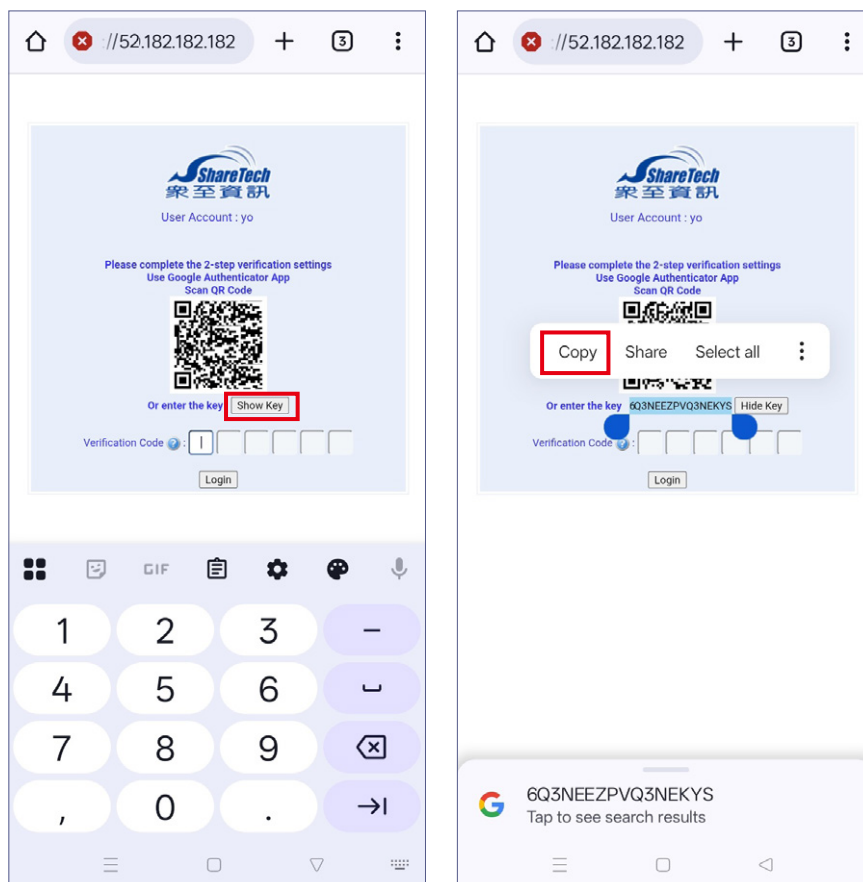 ://52.182.182.182
3
ShareTech
衆至資訊
User Account : yo
Please complete the 2-step verification settings
Use Google Authenticator App
Scan QR Code
Or enter the key Show Key
Verification Code ? :
Login
GIF
1 2 3 –
4 5 6
7 8 9
, 0 .
://52.182.182.182
3
ShareTech
衆至資訊
User Account : yo
Please complete the 2-step verification settings
Use Google Authenticator App
Scan QR Code
Copy Share Select all
Or enter the key 6Q3NEEZPVQ3NEKYS Hide Key
Verification Code ? :
Login
6Q3NEEZPVQ3NEKYS
Tap to see search results